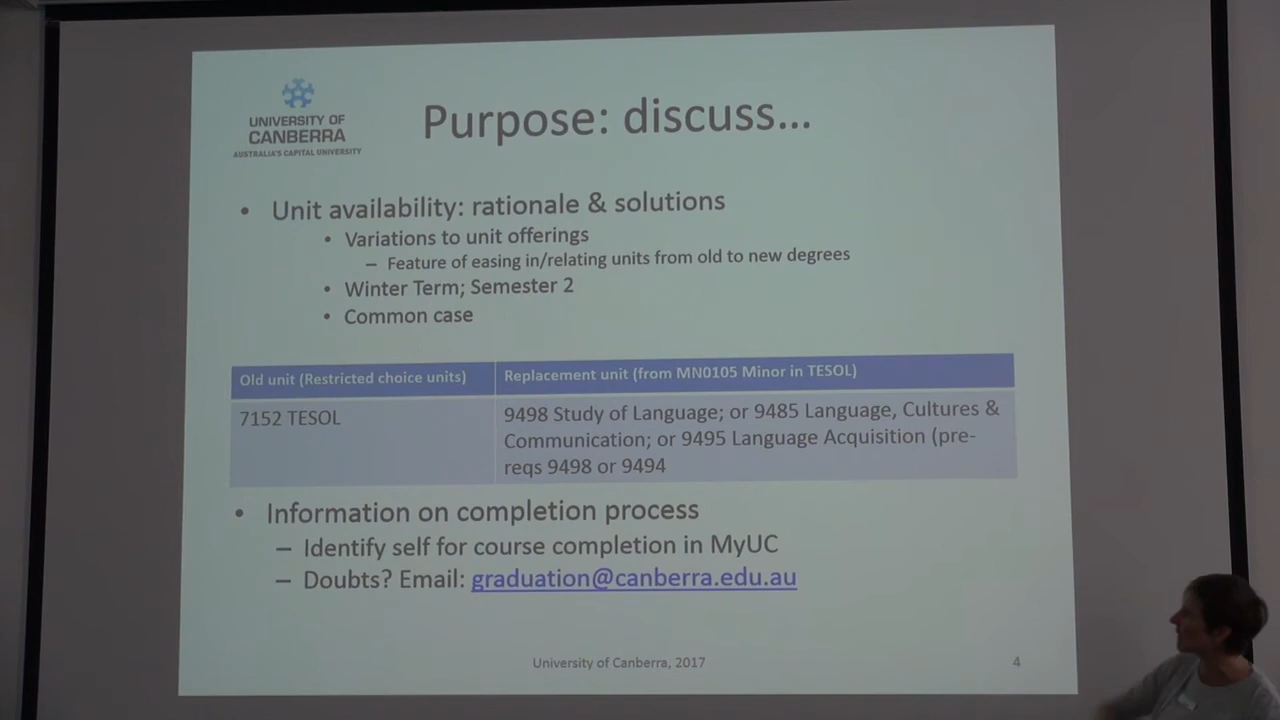 UNIVERSITY OF
CANBERRA
AUSTRALIA'S CAPITAL UNIVERSITY
Purpose: discuss...
• Unit availability: rationale & solutions
• Variations to unit offerings
– Feature of easing in/relating units from old to new degrees
• Winter Term; Semester 2
• Common case
Old unit (Restricted choice units)
Replacement unit (from MN0105 Minor in TESOL)
7152 TESOL
9498 Study of Language; or 9485 Language, Cultures &
Communication; or 9495 Language Acquisition (pre-
reqs 9498 or 9494
• Information on completion process
– Identify self for course completion in MyUC
– Doubts? Email: graduation@canberra.edu.au
University of Canberra, 2017
4